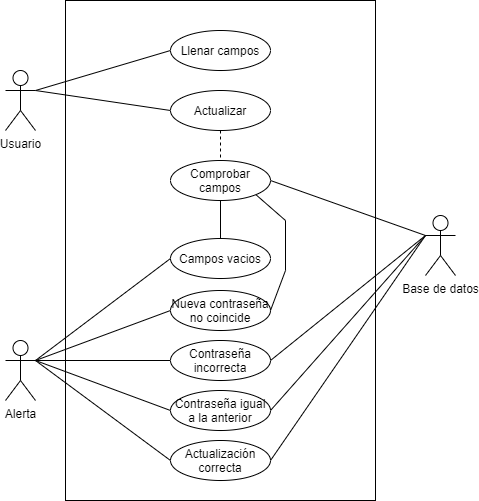 Llenar campos
Actualizar
Usuario
Comprobar
campos
Campos vacios
Base de datos
Nueva contraseña
no coincide
Contraseña
incorrecta
Alerta
Contraseña igual
a la anterior
Actualización
correcta